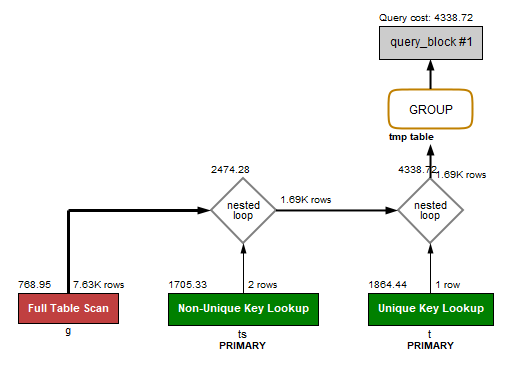 Query cost: 4338.72
query_block #1
GROUP
tmp table
2474.28
4338.72
1.69K rows
nested
loop
1.69K rows
nested
loop
768.95
7.63K rows
1705.33
2 rows
1864.44
1 row
Full Table Scan
Non-Unique Key Lookup
Unique Key Lookup
g
ts
t
PRIMARY
PRIMARY